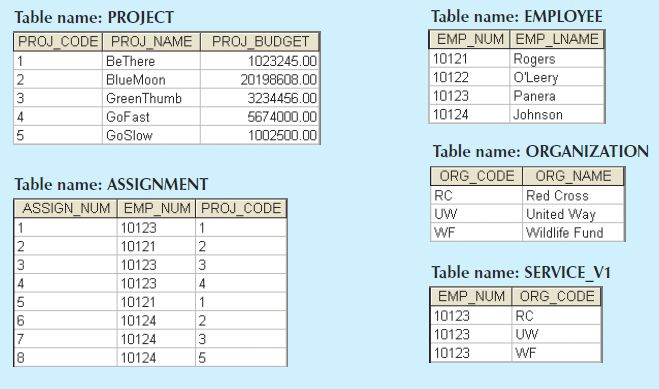 Table name: PROJECT
PROJ_CODE PROJ_NAME PROJ_BUDGET
1 BeThere 1023245.00
2 BlueMoon 20198608.00
3 GreenThumb 3234456.00
4 GoFast 5674000.00
5 GoSlow 1002500.00
Table name: ASSIGNMENT
ASSIGN_NUM EMP_NUM PROJ_CODE
1 10123 1
2 10121 2
3 10123 3
4 10123 4
5 10121 1
6 10124 2
7 10124 3
8 10124 5
Table name: EMPLOYEE
EMP_NUM EMP_LNAME
10121 Rogers
10122 O'Leery
10123 Panera
10124 Johnson
Table name: ORGANIZATION
ORG_CODE ORG_NAME
RC Red Cross
UW United Way
WF Wildlife Fund
Table name: SERVICE_V1
EMP_NUM ORG_CODE
10123 RC
10123 UW
10123 WF